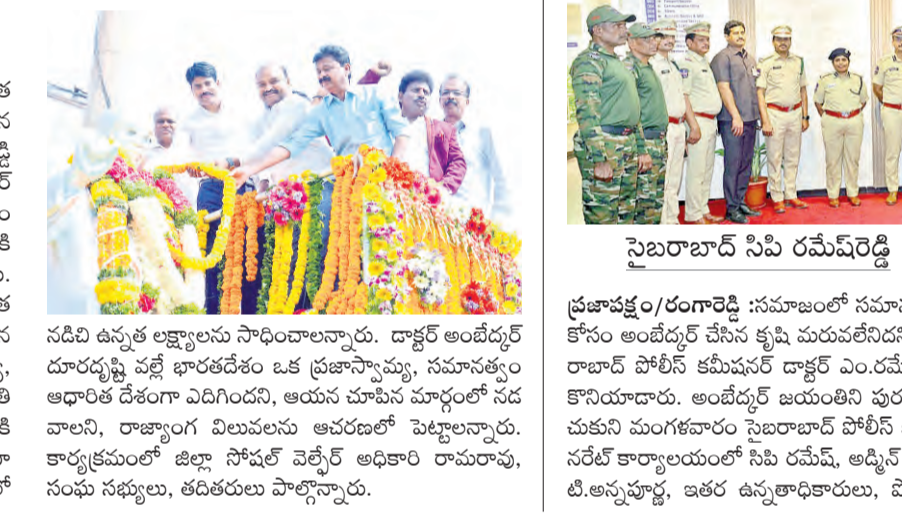 నడిచి ఉన్నత లక్ష్యాలను సాధించాలన్నారు. డాక్టర్ అంబేద్కర్
దూరదృష్టి వల్లే భారతదేశం ఒక ప్రజాస్వామ్య, సమానత్వం
ఆధారిత దేశంగా ఎదిగిందని, ఆయన చూపిన మార్గంలో నడ
వాలని, రాజ్యాంగ విలువలను ఆచరణలో పెట్టాలన్నారు.
కార్యక్రమంలో జిల్లా సోషల్ వెల్ఫేర్ అధికారి రామరావు,
సంఘ సభ్యులు, తదితరులు పాల్గొన్నారు.
సైబరాబాద్ సిపి రమేష్‌రెడ్డి
ప్రజాపక్షం/రంగారెడ్డి :సమాజంలో
కోసం అంబేద్కర్ చేసిన కృషి
రాబాద్ పోలీస్ కమీషనర్ డాక్టర్
కొనియాడారు. అంబేద్కర్ జయంతిని
చుకుని మంగళవారం సైబరాబాద్ పోలీస్
నరేట్ కార్యాలయంలో సిపి రమేష్, అడ్మిన్
టి.అన్నపూర్ణ, ఇతర ఉన్నతాధికారులు,